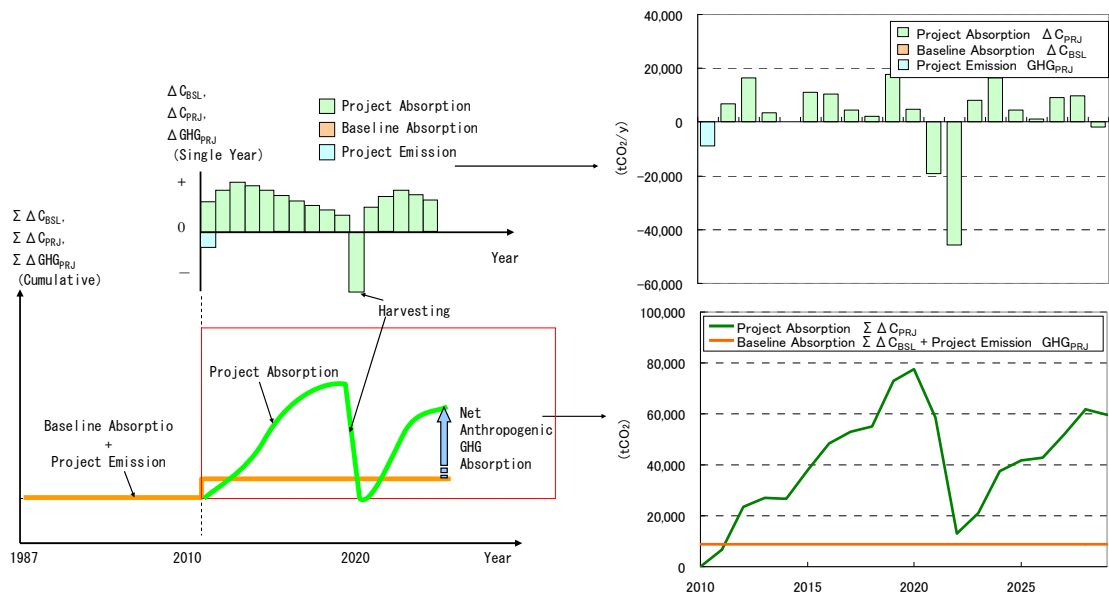 ΔC_BSL,
ΔC_PRJ,
ΔGHG_PRJ
(Single Year)
Project Absorption
Baseline Absorption
Project Emission
+
0
−
Year
ΣΔC_BSL,
ΣΔC_PRJ,
ΣΔGHG_PRJ
(Cumulative)
Harvesting
Project Absorption
Baseline Absorptio
+
Project Emission
Net
Anthropogenic
GHG
Absorption
1987
2010
2020
Year
40,000
20,000
0
-20,000
-40,000
-60,000
(tCO2/y)
Project Absorption ΔC_PRJ
Baseline Absorption ΔC_BSL
Project Emission GHG_PRJ
100,000
80,000
60,000
40,000
20,000
0
(tCO2)
Project Absorption ΣΔC_PRJ
Baseline Absorption ΣΔC_BSL + Project Emission GHG_PRJ
2010
2015
2020
2025